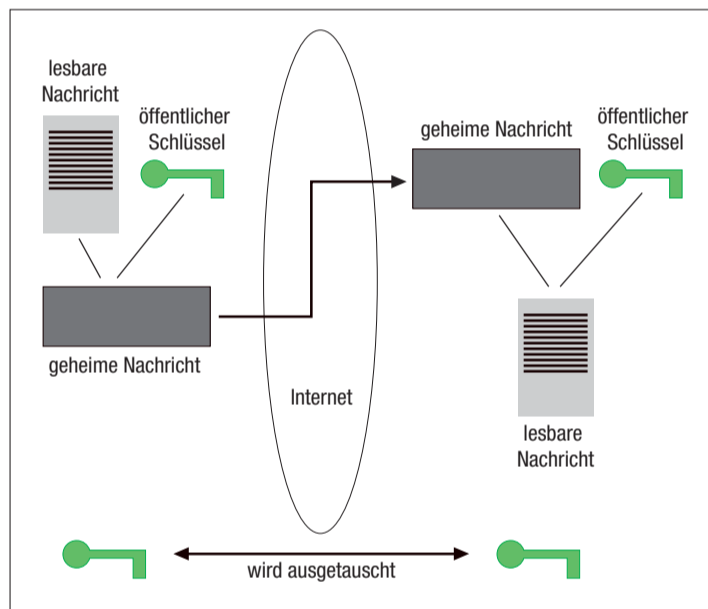 lesbare
Nachricht
öffentlicher
Schlüssel
geheime Nachricht
Internet
geheime Nachricht
öffentlicher
Schlüssel
lesbare
Nachricht
wird ausgetauscht